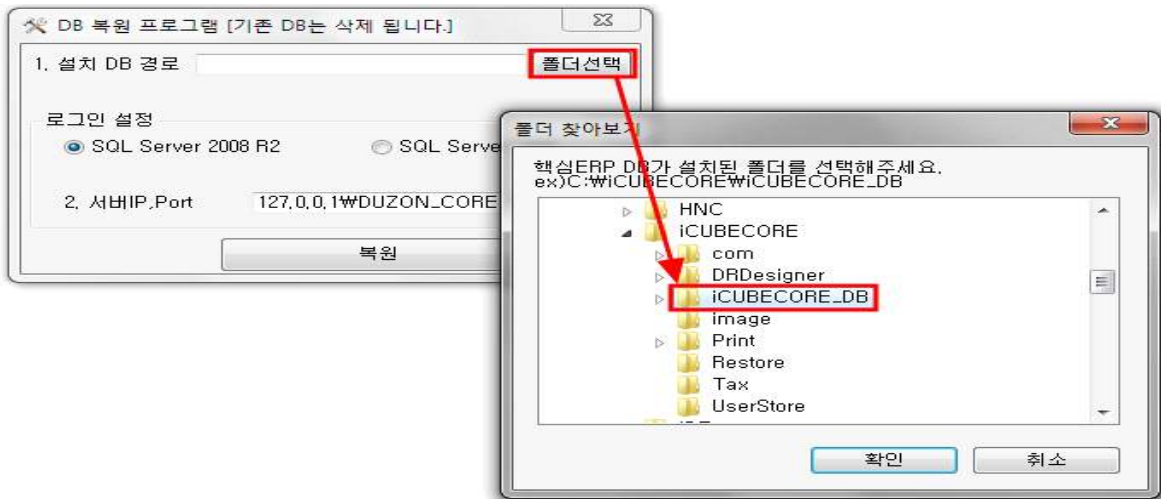 DB 복원 프로그램 [기존 DB는 삭제 됩니다.]
1. 설치 DB 경로
폴더선택
로그인 설정
SQL Server 2008 R2
SQL Serve
2. 서버IP,Port
127.0.0.1₩DUZON_CORE
복원
폴더 찾아보기
핵심ERP DB가 설치된 폴더를 선택해주세요.
ex)C:₩iCUBECORE₩iCUBECORE_DB
HNC
iCUBECORE
com
DRDesigner
iCUBECORE_DB
image
Print
Restore
Tax
UserStore
확인
취소